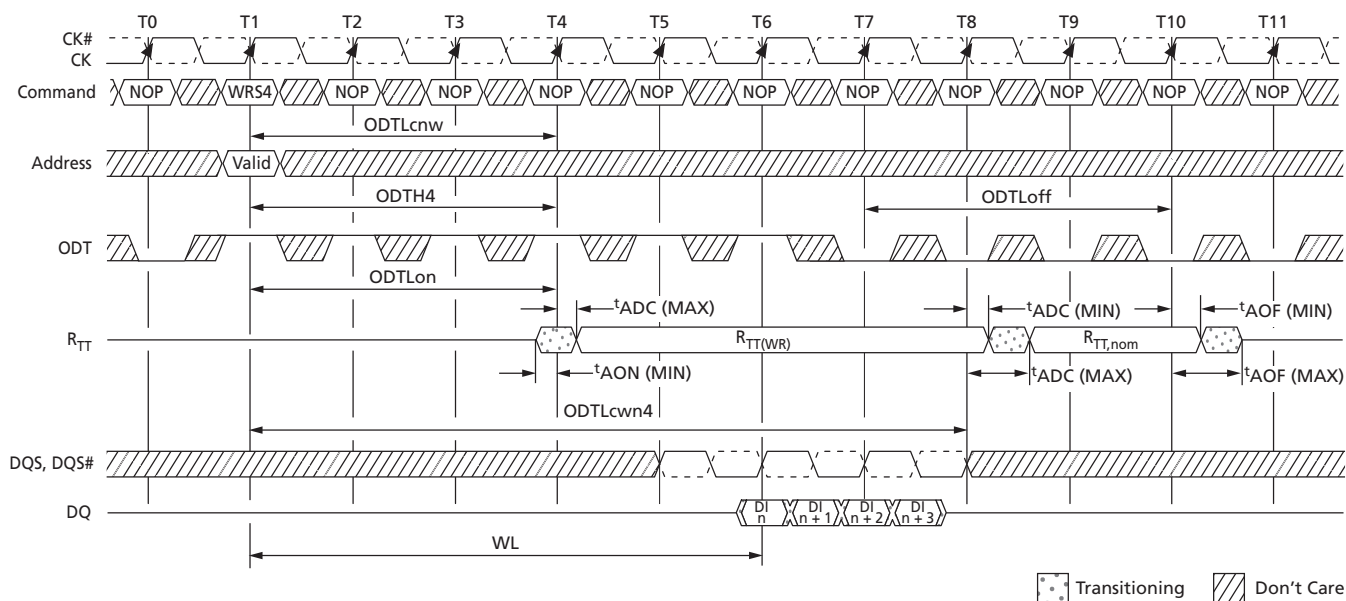 T0 T1 T2 T3 T4 T5 T6 T7 T8 T9 T10 T11
CK#
CK
Command NOP WRS4 NOP NOP NOP NOP NOP NOP NOP NOP NOP NOP
ODTLcnw
Address Valid
ODTH4 ODTLoff
ODT
ODTLon
tADC (MAX) tADC (MIN) tAOF (MIN)
RTT RTT(WR) RTT,nom
tAON (MIN) tADC (MAX) tAOF (MAX)
ODTLcwn4
DQS, DQS#
DQ DI n DI n + 1 DI n + 2 DI n + 3
WL
Transitioning Don't Care